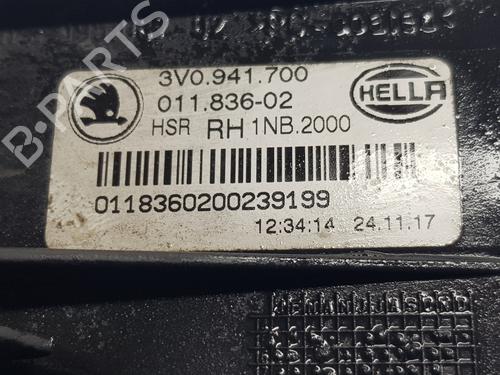 3V0.941.700
011.836-02
HELLA
HSR RH 1NB.2000
0118360200239199
12:34:14 24.11.17
B-PARTS